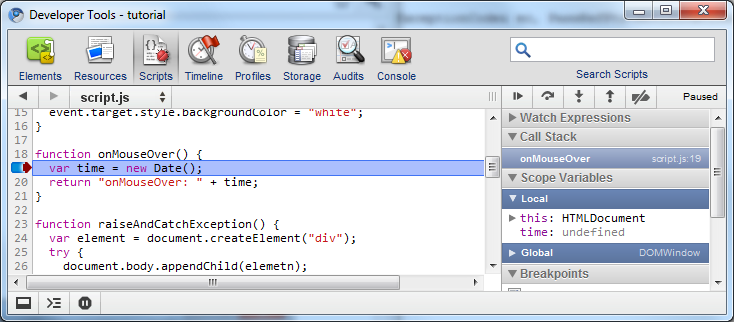 Developer Tools - tutorial
Elements
Resources
Scripts
Timeline
Profiles
Storage
Audits
Console
Search Scripts
script.js
Paused
15 event.target.style.backgroundColor = "white";
16 }
17
18 function onMouseOver() {
var time = new Date();
20 return "onMouseOver: " + time;
21 }
22
23 function raiseAndCatchException() {
24 var element = document.createElement("div");
25 try {
26 document.body.appendChild(elemetn);
Watch Expressions
Call Stack
onMouseOver script.js:19
Scope Variables
Local
this: HTMLDocument
time: undefined
Global DOMWindow
Breakpoints